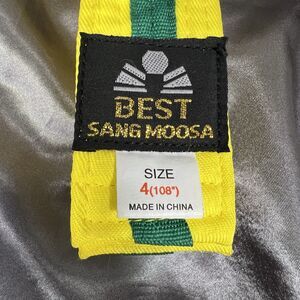 BEST
SANG MOOSA
SIZE
4(108")
MADE IN CHINA